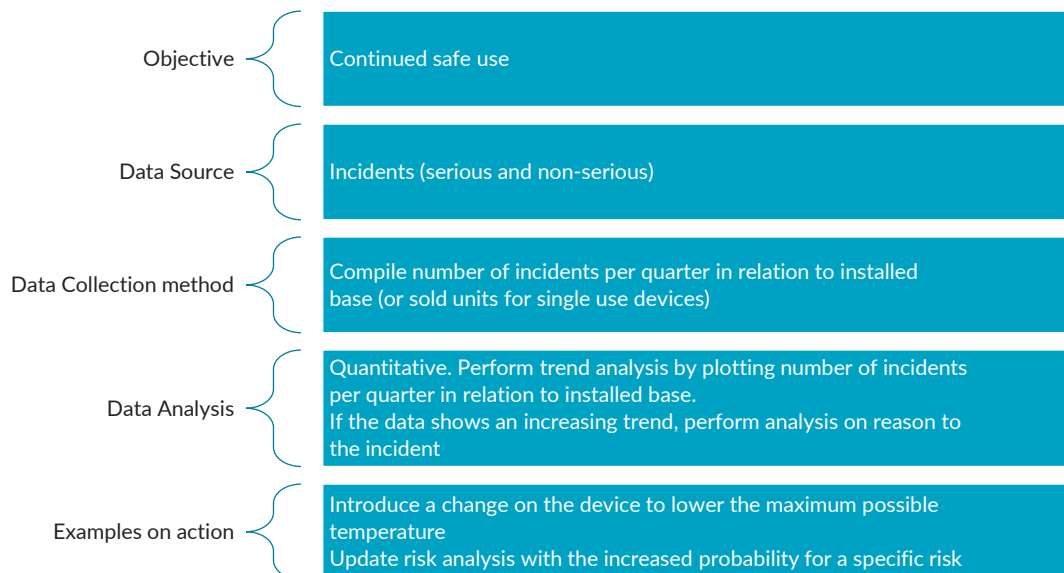 Objective
Continued safe use
Data Source
Incidents (serious and non-serious)
Data Collection method
Compile number of incidents per quarter in relation to installed
base (or sold units for single use devices)
Data Analysis
Quantitative. Perform trend analysis by plotting number of incidents
per quarter in relation to installed base.
If the data shows an increasing trend, perform analysis on reason to
the incident
Examples on action
Introduce a change on the device to lower the maximum possible
temperature
Update risk analysis with the increased probability for a specific risk